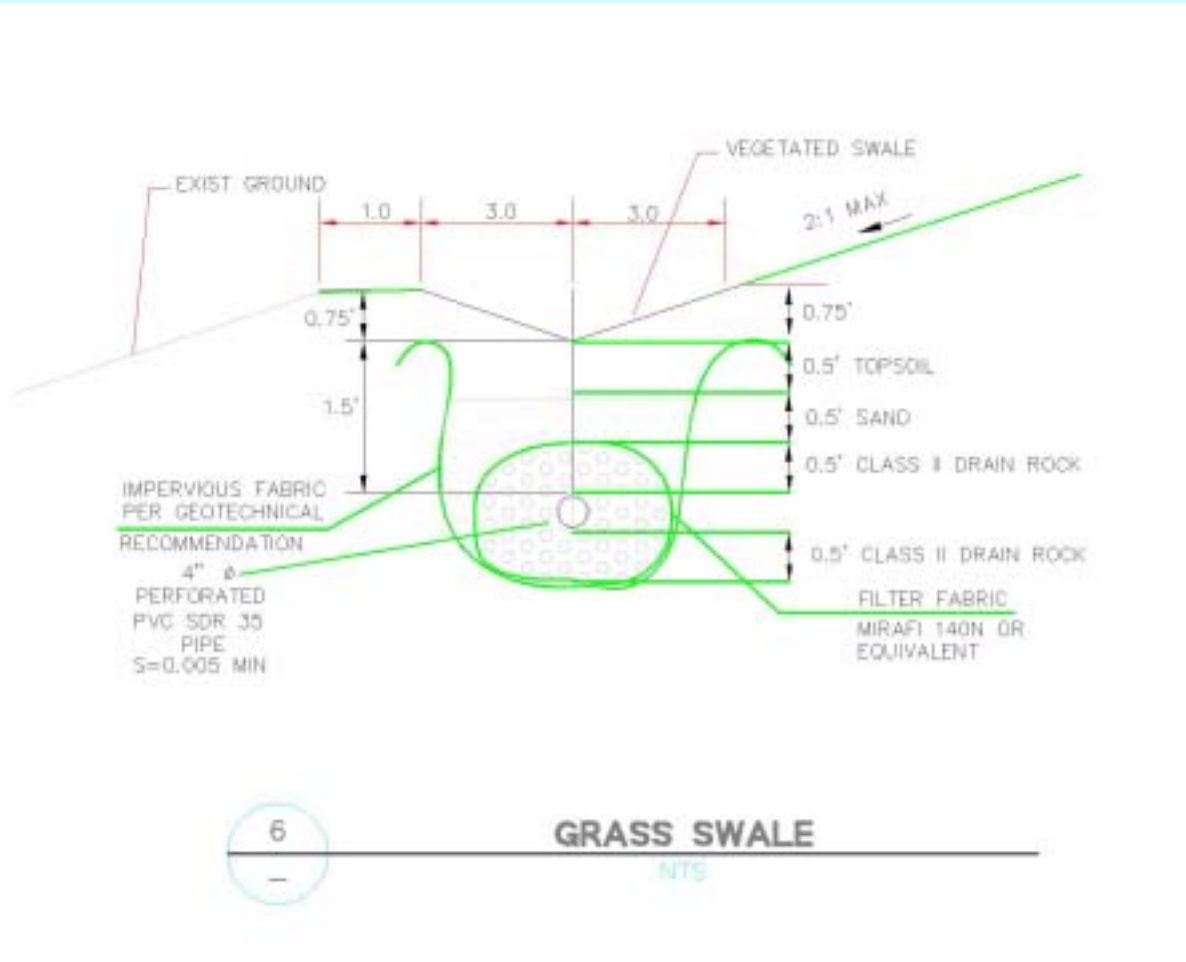 VEGETATED SWALE
EXIST GROUND
1.0
3.0
3.0
2:1 MAX
0.75'
0.75'
0.5' TOPSOIL
1.5'
0.5' SAND
0.5' CLASS II DRAIN ROCK
IMPERVIOUS FABRIC
PER GEOTECHNICAL
RECOMMENDATION
0.5' CLASS II DRAIN ROCK
4" ø
PERFORATED
PVC SDR 35
PIPE
S=0.005 MIN
FILTER FABRIC
MIRAFI 140N OR
EQUIVALENT
6
–
GRASS SWALE
NTS